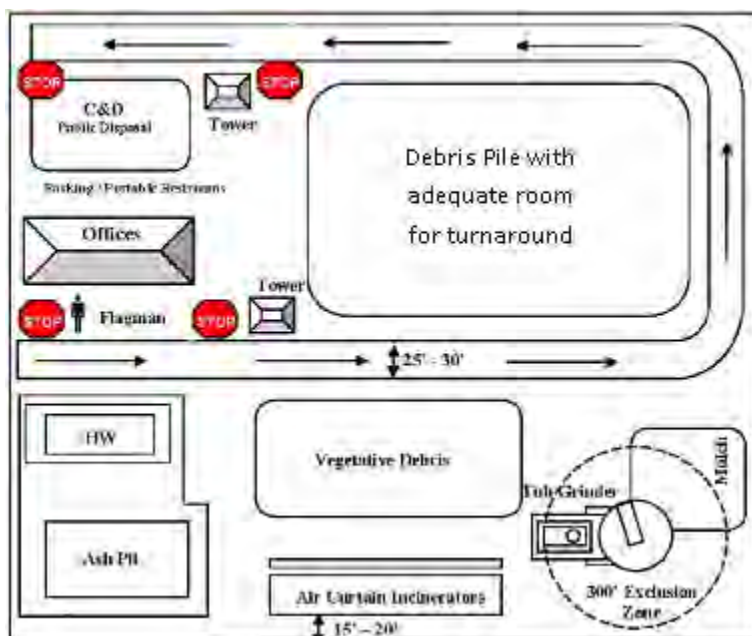 STOP
STOP
C&D
Public Disposal
Tower
Debris Pile with
adequate room
for turnaround
/ Portable Restrooms
Offices
Tower
STOP
Flagman
STOP
25' - 30'
HW
Vegetative Debris
Mulch
Tub Grinder
Ash Pit
Air Curtain Incinerators
300' Exclusion
Zone
15' - 20'